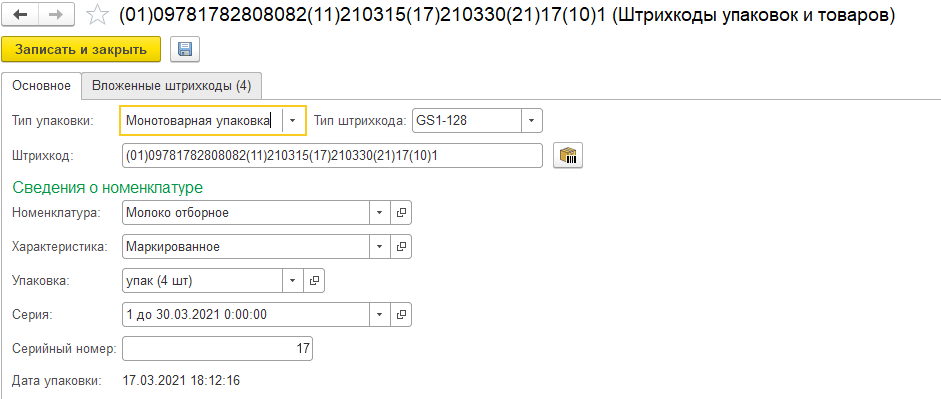 (01)09781782808082(11)210315(17)210330(21)17(10)1 (Штрихкоды упаковок и товаров)
Записать и закрыть
Основное Вложенные штрихкоды (4)
Тип упаковки: Монотоварная упаковка Тип штрихкода: GS1-128
Штрихкод: (01)09781782808082(11)210315(17)210330(21)17(10)1
Сведения о номенклатуре
Номенклатура: Молоко отборное
Характеристика: Маркированное
Упаковка: упак (4 шт)
Серия: 1 до 30.03.2021 0:00:00
Серийный номер: 17
Дата упаковки: 17.03.2021 18:12:16